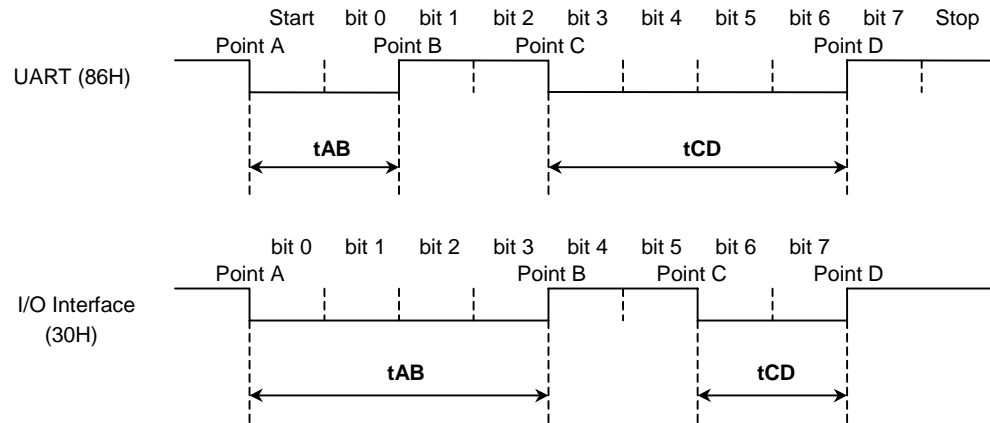 Start bit 0 bit 1 bit 2 bit 3 bit 4 bit 5 bit 6 bit 7 Stop
Point A Point B Point C Point D
UART (86H)
tAB tCD
bit 0 bit 1 bit 2 bit 3 bit 4 bit 5 bit 6 bit 7
Point A Point B Point C Point D
I/O Interface
(30H)
tAB tCD